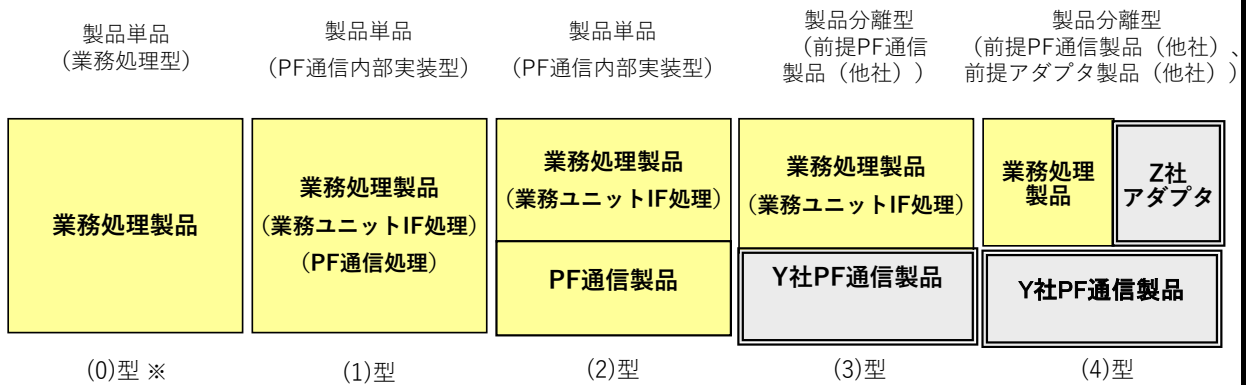 製品単品
（業務処理型）
製品単品
（PF通信内部実装型）
製品単品
（PF通信内部実装型）
製品分離型
（前提PF通信
製品（他社））
製品分離型
（前提PF通信製品（他社）、
前提アダプタ製品（他社））
業務処理製品
業務処理製品
（業務ユニットIF処理）
（PF通信処理）
業務処理製品
（業務ユニットIF処理）
PF通信製品
業務処理製品
（業務ユニットIF処理）
Y社PF通信製品
業務処理
製品
Z社
アダプタ
Y社PF通信製品
(0)型 ※
(1)型
(2)型
(3)型
(4)型